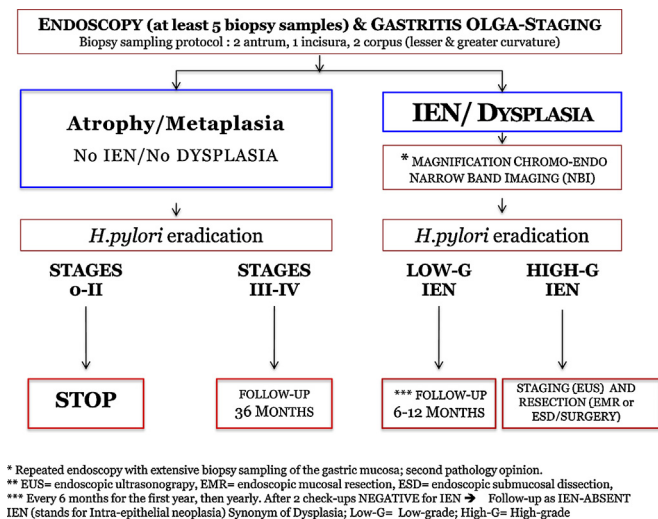 ENDOSCOPY (at least 5 biopsy samples) & GASTRITIS OLGA-STAGING
Biopsy sampling protocol : 2 antrum, 1 incisura, 2 corpus (lesser & greater curvature)
Atrophy/Metaplasia
No IEN/No DYSPLASIA
IEN/ DYSPLASIA
* MAGNIFICATION CHROMO-ENDO
NARROW BAND IMAGING (NBI)
H.pylori eradication
H.pylori eradication
STAGES
0-II
STAGES
III-IV
LOW-G
IEN
HIGH-G
IEN
STOP
FOLLOW-UP
36 MONTHS
*** FOLLOW-UP
6-12 MONTHS
STAGING (EUS) AND
RESECTION (EMR or
ESD/SURGERY)
* Repeated endoscopy with extensive biopsy sampling of the gastric mucosa; second pathology opinion.
** EUS= endoscopic ultrasonograpy, EMR= endoscopic mucosal resection, ESD= endoscopic submucosal dissection,
*** Every 6 months for the first year, then yearly. After 2 check-ups NEGATIVE for IEN → Follow-up as IEN-ABSENT
IEN (stands for Intra-epithelial neoplasia) Synonym of Dysplasia; Low-G= Low-grade; High-G= High-grade